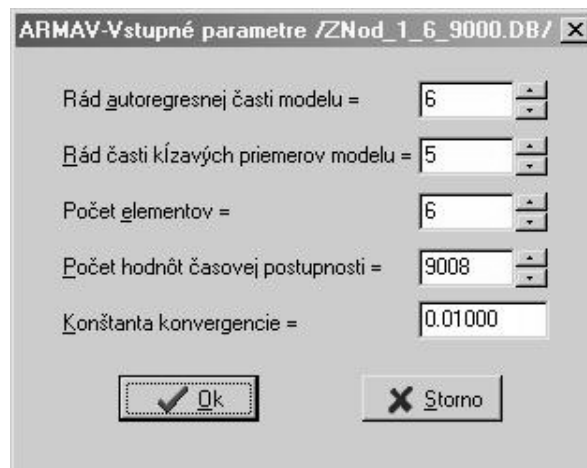 ARMAV-Vstupné parametre /ZNod_1_6_9000.DB/
Rád autoregresnej časti modelu = 6
Rád časti kĺzavých priemerov modelu = 5
Počet elementov = 6
Počet hodnôt časovej postupnosti = 9008
Konštanta konvergencie = 0.01000
Ok Storno